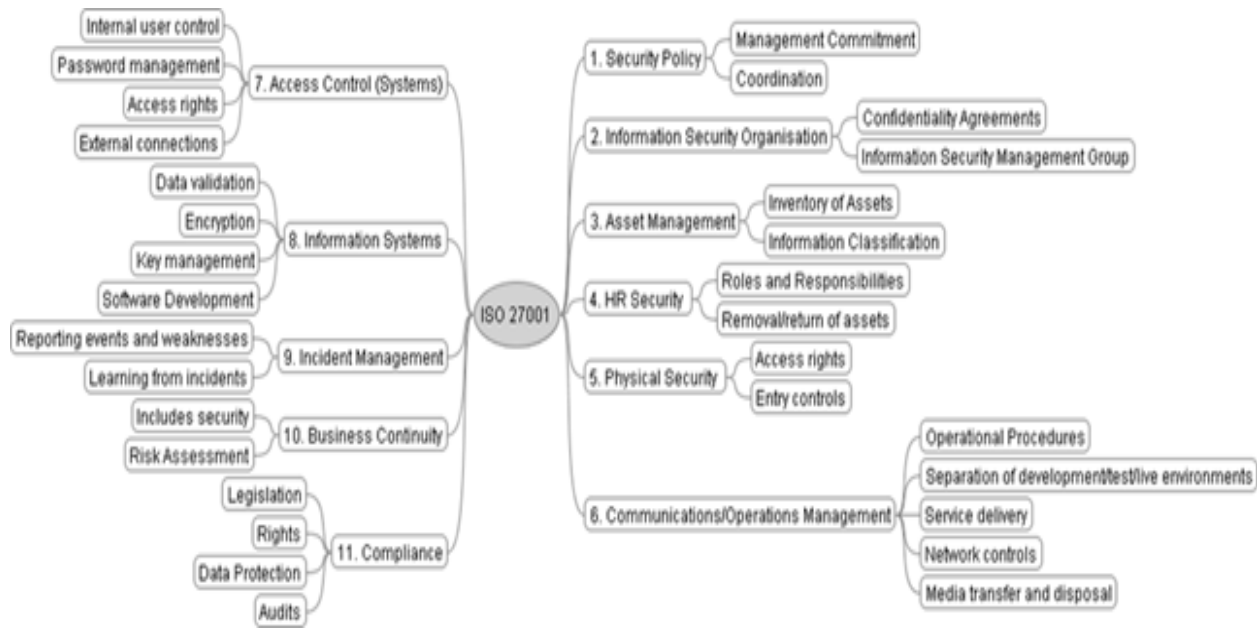 ISO 27001
1. Security Policy
Management Commitment
Coordination
2. Information Security Organisation
Confidentiality Agreements
Information Security Management Group
3. Asset Management
Inventory of Assets
Information Classification
4. HR Security
Roles and Responsibilities
Removal/return of assets
5. Physical Security
Access rights
Entry controls
6. Communications/Operations Management
Operational Procedures
Separation of development/test/live environments
Service delivery
Network controls
Media transfer and disposal
7. Access Control (Systems)
Internal user control
Password management
Access rights
External connections
8. Information Systems
Data validation
Encryption
Key management
Software Development
9. Incident Management
Reporting events and weaknesses
Learning from incidents
10. Business Continuity
Includes security
Risk Assessment
11. Compliance
Legislation
Rights
Data Protection
Audits